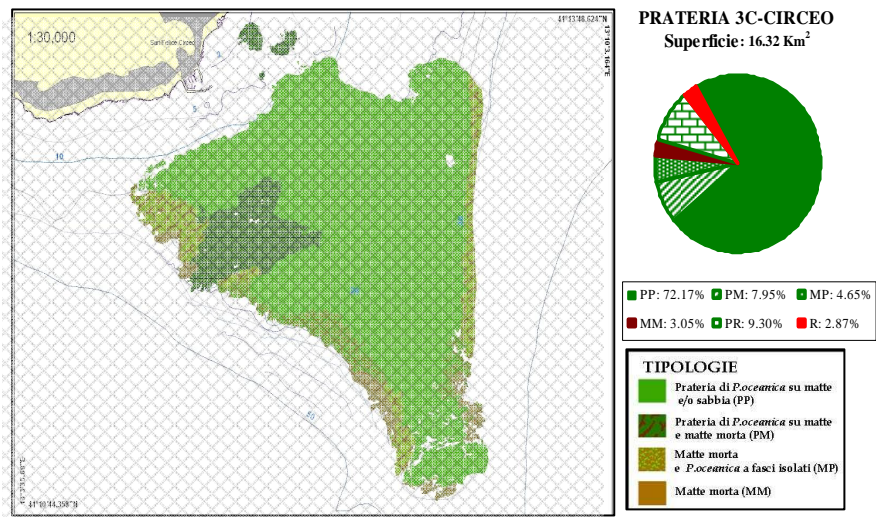 1:30,000
San Felice Circeo
41°13'48.624"N
13°10'3.164"E
2
5
10
50
41°10'44.358"N
PRATERIA 3C-CIRCEO
Superficie: 16.32 Km²
PP: 72.17% PM: 7.95% MP: 4.65%
MM: 3.05% PR: 9.30% R: 2.87%
TIPOLOGIE
Prateria di P.oceanica su matte
e/o sabbia (PP)
Prateria di P.oceanica su matte
e matte morta (PM)
Matte morta
e P.oceanica a fasci isolati (MP)
Matte morta (MM)